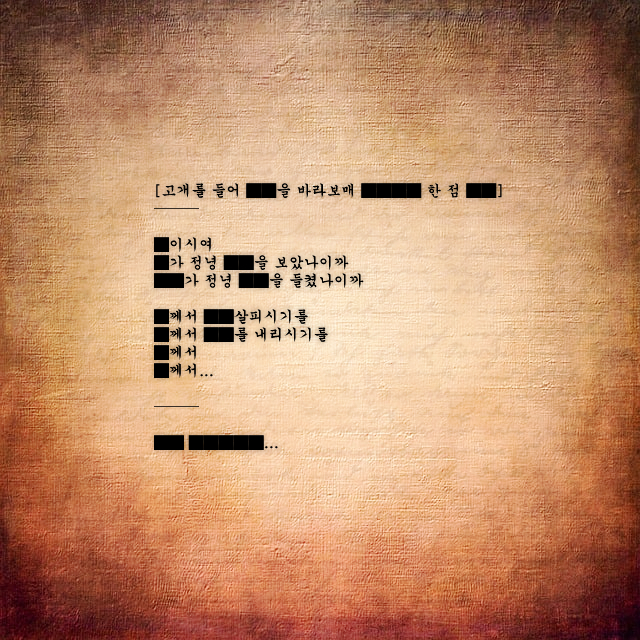 [고개를 들어 ██을 바라보매 ████ 한 점 ██]
█이시여
█가 정녕 ██을 보았나이까
██가 정녕 ██을 들켰나이까
█께서 ██살피시기를
█께서 ██를 내리시기를
█께서
█께서...
██ █████...